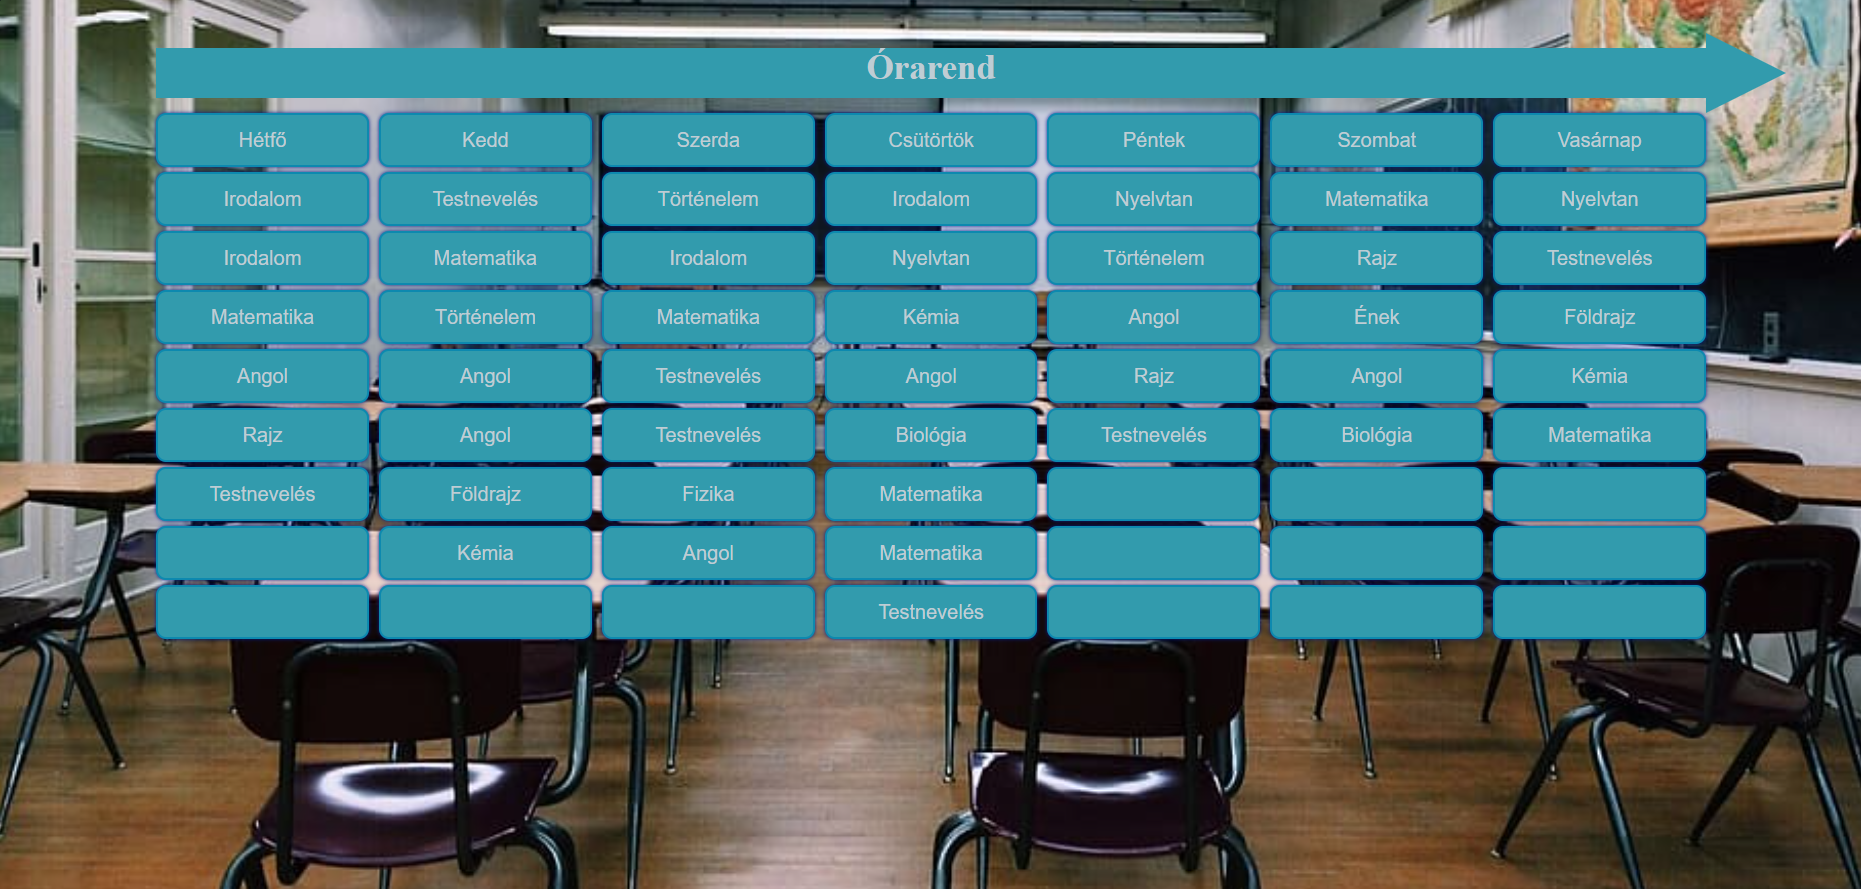 Órarend
Hétfő Kedd Szerda Csütörtök Péntek Szombat Vasárnap
Irodalom Testnevelés Történelem Irodalom Nyelvtan Matematika Nyelvtan
Irodalom Matematika Irodalom Nyelvtan Történelem Rajz Testnevelés
Matematika Történelem Matematika Kémia Angol Ének Földrajz
Angol Angol Testnevelés Angol Rajz Angol Kémia
Rajz Angol Testnevelés Biológia Testnevelés Biológia Matematika
Testnevelés Földrajz Fizika Matematika
Kémia Angol Matematika
Testnevelés